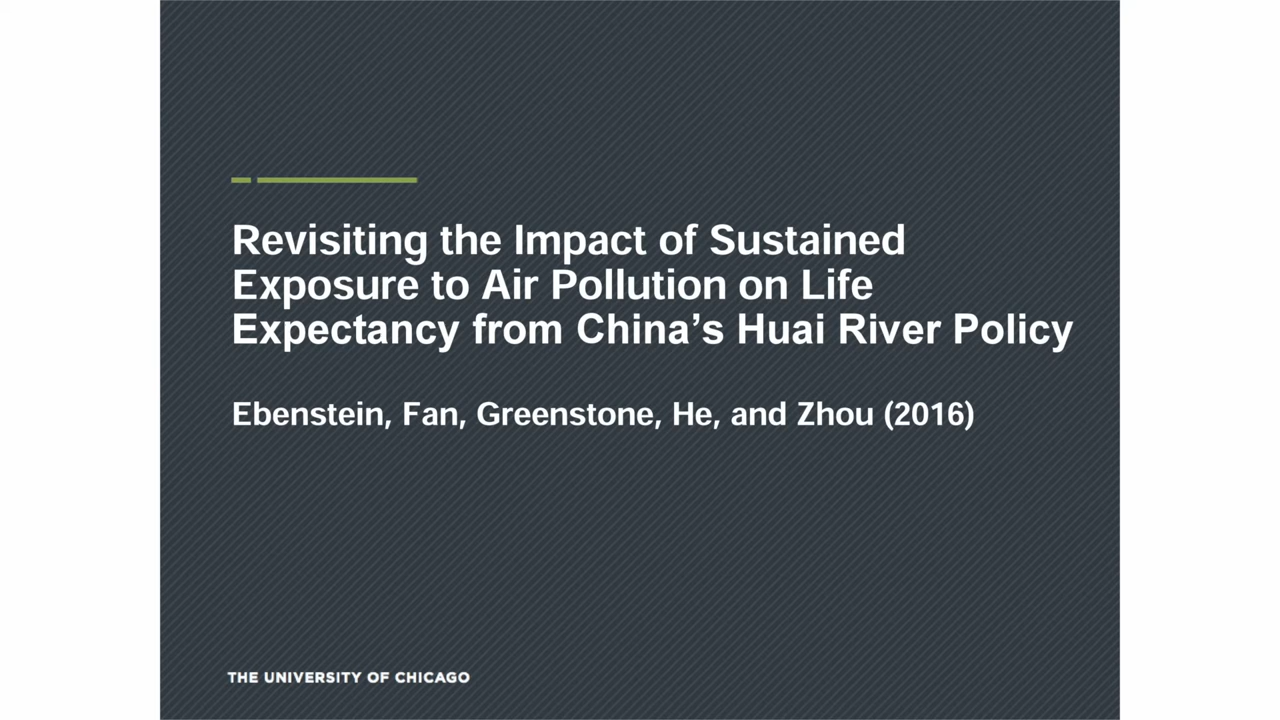 Revisiting the Impact of Sustained
Exposure to Air Pollution on Life
Expectancy from China’s Huai River Policy
Ebenstein, Fan, Greenstone, He, and Zhou (2016)
THE UNIVERSITY OF CHICAGO